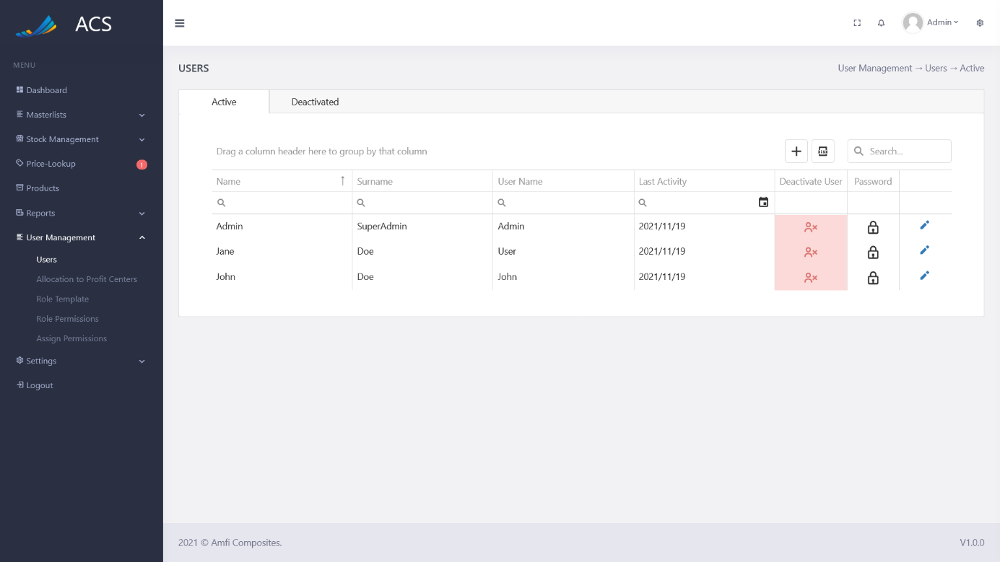 ACS
Admin
MENU
Dashboard
Masterlists
Stock Management
Price-Lookup 1
Products
Reports
User Management
Users
Allocation to Profit Centers
Role Template
Role Permissions
Assign Permissions
Settings
Logout
USERS
User Management → Users → Active
Active Deactivated
Drag a column header here to group by that column
XLSX
Search...
Name Surname User Name Last Activity Deactivate User Password
Admin SuperAdmin Admin 2021/11/19
Jane Doe User 2021/11/19
John Doe John 2021/11/19
2021 © Amfi Composites. V1.0.0